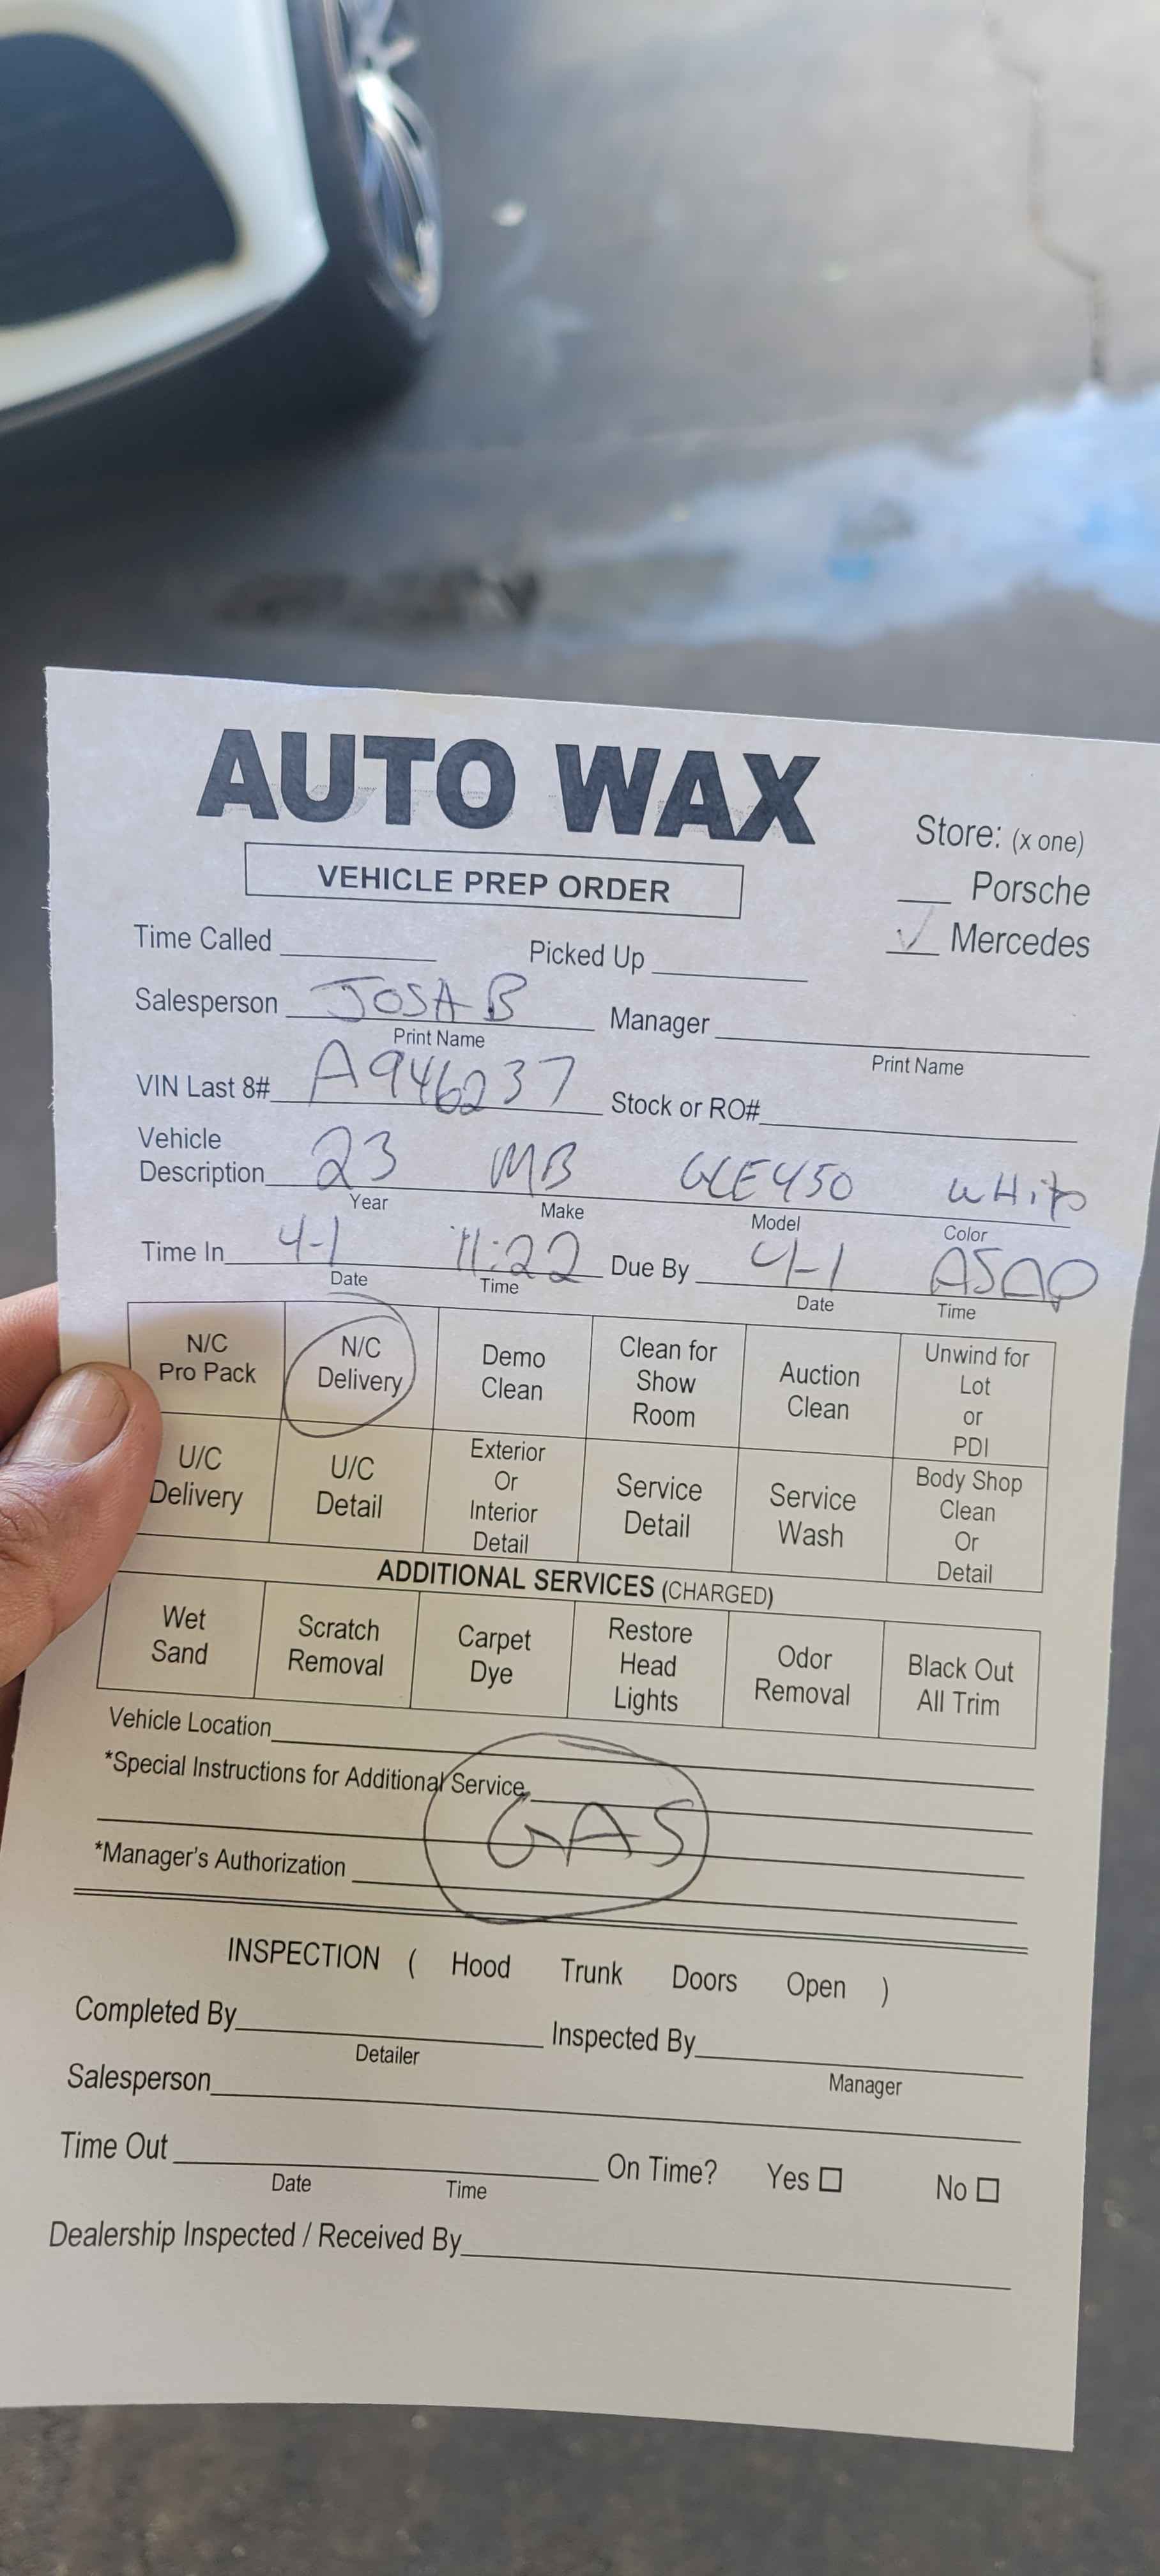 AUTO WAX
VEHICLE PREP ORDER
Store: (x one)
Porsche
✓ Mercedes
Time Called Picked Up
Salesperson JOSA B Manager
Print Name Print Name
VIN Last 8# A946237 Stock or RO#
Vehicle
Description 23 MB GLE450 WHite
Year Make Model Color
Time In 4-1 11:22 Due By 4-1 ASAP
Date Time Date Time
N/C Pro Pack
N/C Delivery
Demo Clean
Clean for Show Room
Auction Clean
Unwind for Lot or PDI
U/C Delivery
U/C Detail
Exterior Or Interior Detail
Service Detail
Service Wash
Body Shop Clean Or Detail
ADDITIONAL SERVICES (CHARGED)
Wet Sand
Scratch Removal
Carpet Dye
Restore Head Lights
Odor Removal
Black Out All Trim
Vehicle Location
*Special Instructions for Additional Service
GAS
*Manager's Authorization
INSPECTION ( Hood Trunk Doors Open )
Completed By Inspected By
Detailer Manager
Salesperson
Time Out On Time? Yes ☐ No ☐
Date Time
Dealership Inspected / Received By